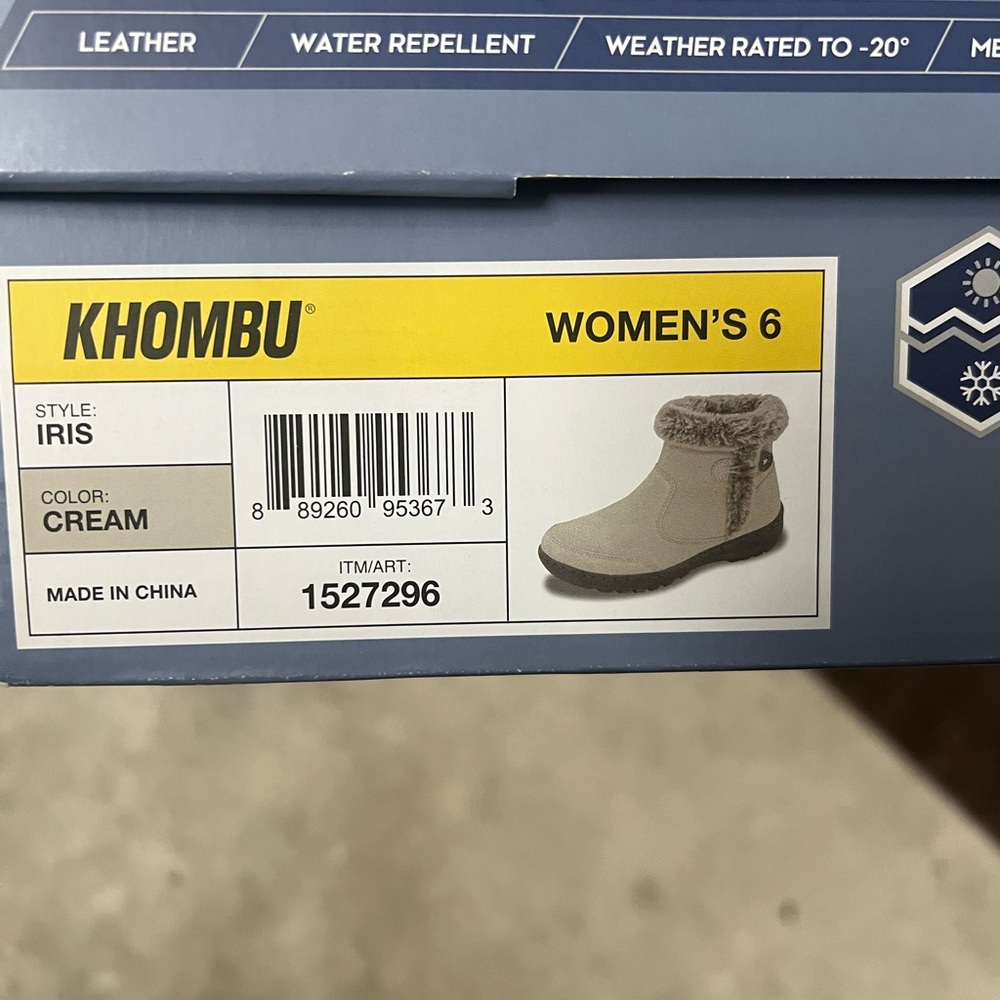 LEATHER WATER REPELLENT WEATHER RATED TO -20°
KHOMBU® WOMEN'S 6
STYLE:
IRIS
COLOR:
CREAM
MADE IN CHINA
8 89260 95367 3
ITM/ART:
1527296